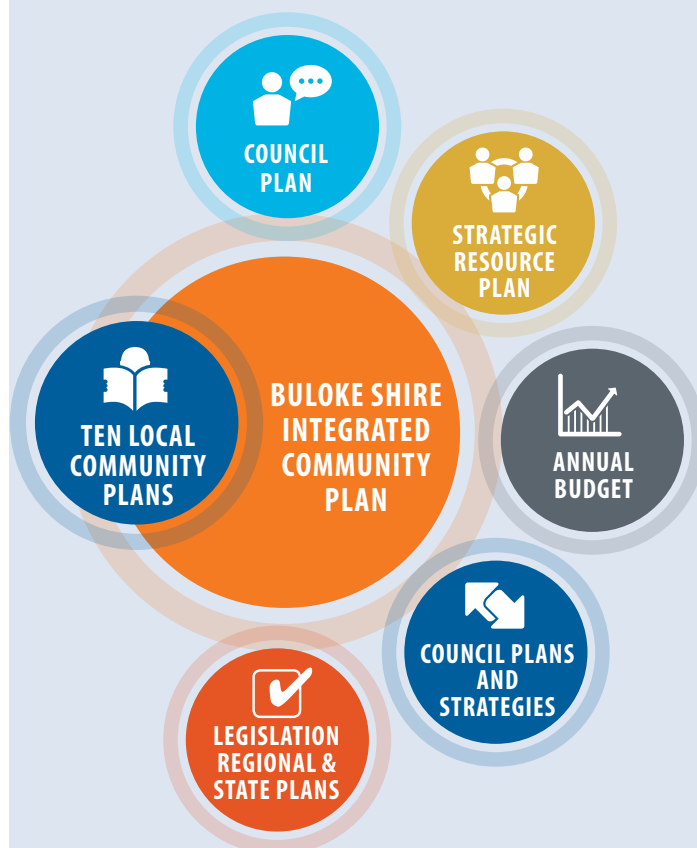 COUNCIL
PLAN
STRATEGIC
RESOURCE
PLAN
BULOKE SHIRE
INTEGRATED
COMMUNITY
PLAN
TEN LOCAL
COMMUNITY
PLANS
ANNUAL
BUDGET
COUNCIL PLANS
AND
STRATEGIES
LEGISLATION
REGIONAL &
STATE PLANS